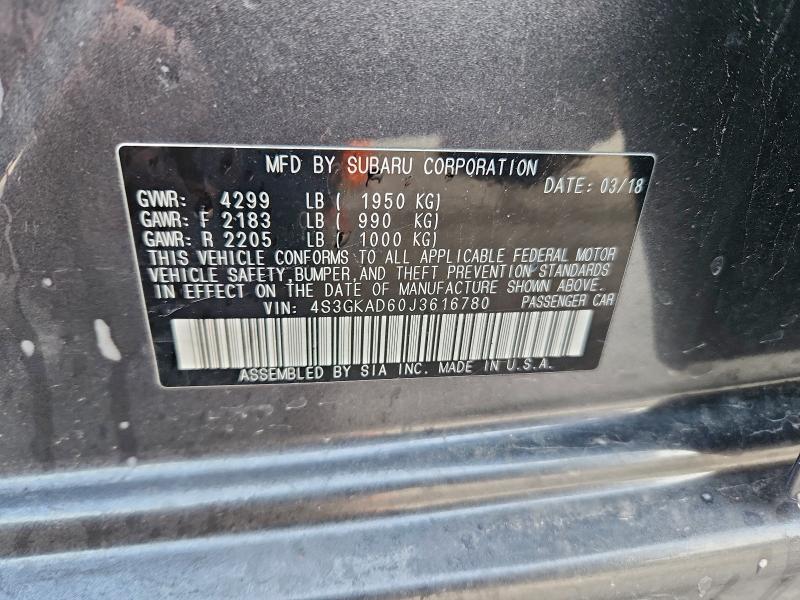 MFD BY SUBARU CORPORATION
DATE: 03/18
GVWR: 4299 LB ( 1950 KG)
GAWR: F 2183 LB ( 990 KG)
GAWR: R 2205 LB ( 1000 KG)
THIS VEHICLE CONFORMS TO ALL APPLICABLE FEDERAL MOTOR
VEHICLE SAFETY,BUMPER,AND THEFT PREVENTION STANDARDS
IN EFFECT ON THE DATE OF MANUFACTURE SHOWN ABOVE.
VIN: 4S3GKAD60J3616780 PASSENGER CAR
ASSEMBLED BY SIA INC. MADE IN U.S.A.